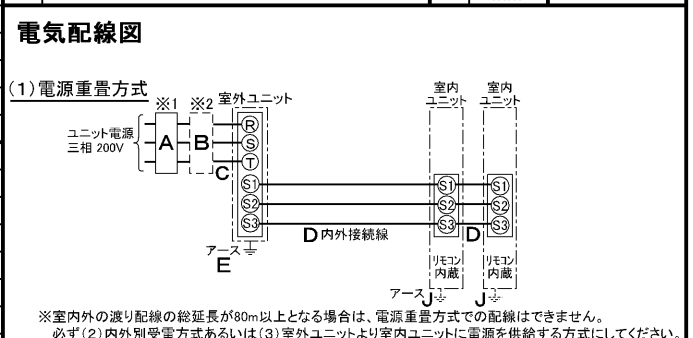 電気配線図
(1)電源重畳方式
※1 ※2 室外ユニット
室内
ユニット
室内
ユニット
ユニット電源
三相 200V
A B C
R
S
T
S1
S2
S3
S1
S2
S3
S1
S2
S3
D 内外接続線
D
アース
E
リモコン
内蔵
リモコン
内蔵
アース J J
※室内外の渡り配線の総延長が80m以上となる場合は、電源重畳方式での配線はできません。
必ず(2)内外別受電方式あるいは(3)室外ユニットより室内ユニットに電源を供給する方式にしてください。